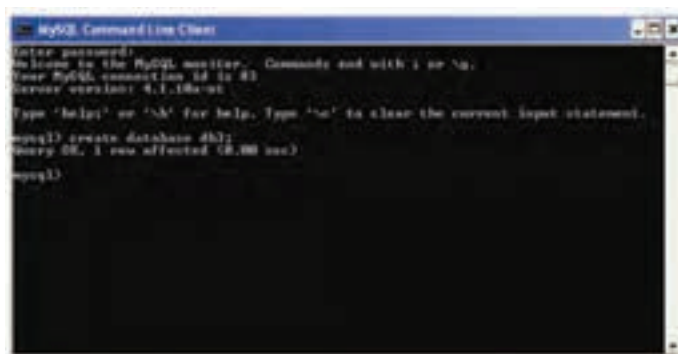 MySQL Command Line Client
Enter password:
Welcome to the MySQL monitor. Commands end with ; or \g.
Your MySQL connection id is 83
Server version: 4.1.10a-nt
Type 'help;' or '\h' for help. Type '\c' to clear the current input statement.
mysql> create database db2;
Query OK, 1 row affected (0.00 sec)
mysql>